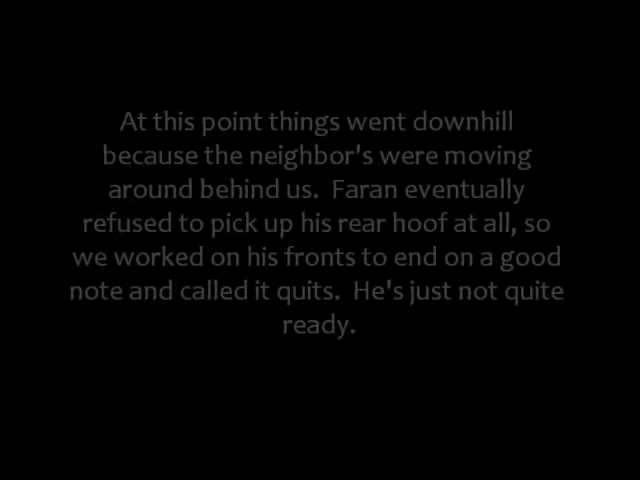 At this point things went downhill
because the neighbor's were moving
around behind us.  Faran eventually
refused to pick up his rear hoof at all, so
we worked on his fronts to end on a good
note and called it quits.  He's just not quite
ready.